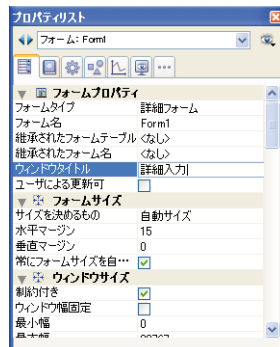 プロパティリスト
フォーム: Form1
フォームプロパティ
フォームタイプ 詳細フォーム
フォーム名 Form1
継承されたフォームテーブル <なし>
継承されたフォーム名 <なし>
ウィンドウタイトル 詳細入力
ユーザによる更新可
フォームサイズ
サイズを決めるもの 自動サイズ
水平マージン 15
垂直マージン 0
常にフォームサイズを自…
ウィンドウサイズ
制約付き
ウィンドウ幅固定
最小幅 0